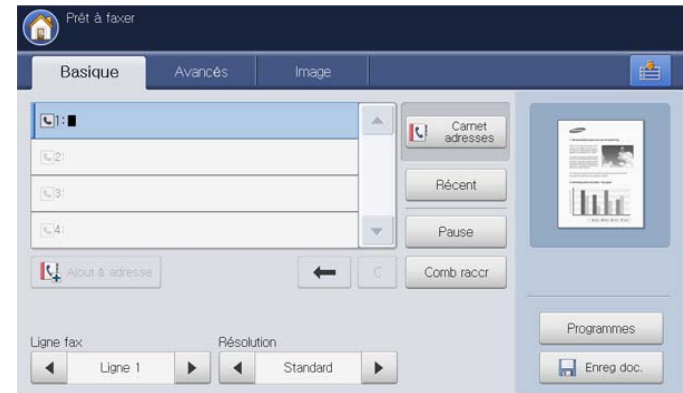 Prêt à faxer
Basique
Avancés
Image
1:
Carnet
adresses
2:
3:
Récent
4:
Pause
Ajout à adresse
C
Comb raccr
Ligne fax
Résolution
Ligne 1
Standard
Programmes
Enreg doc.